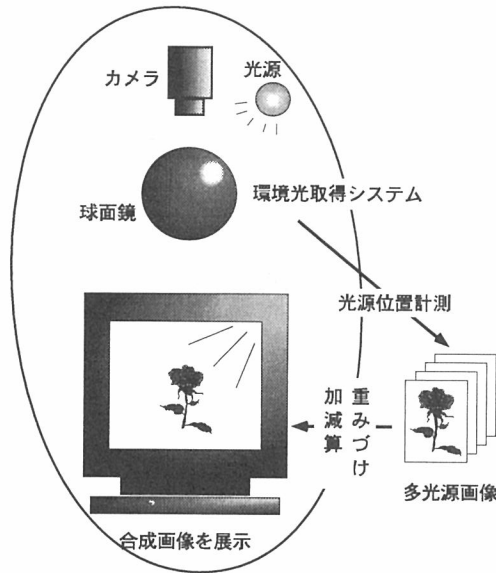 カメラ
光源
球面鏡
環境光取得システム
光源位置計測
重みづけ
加減算
多光源画像
合成画像を展示